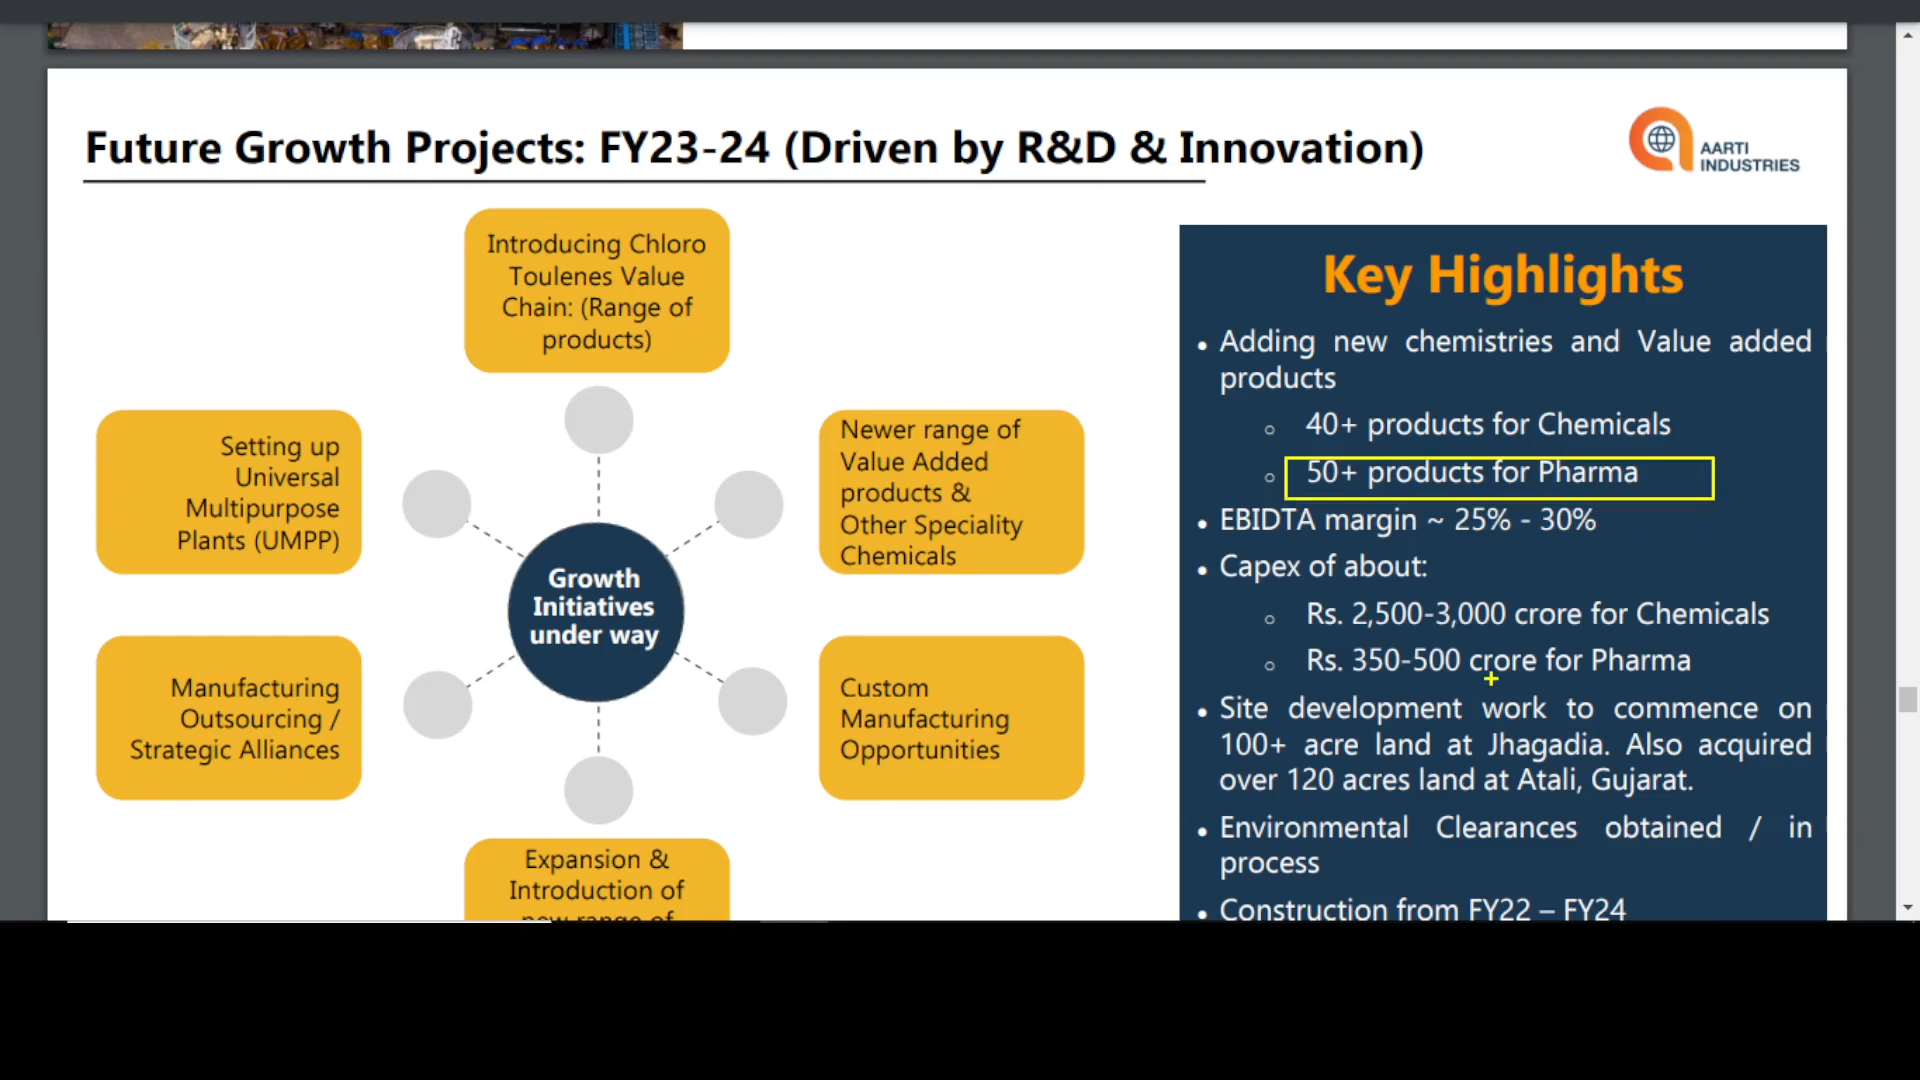 Future Growth Projects: FY23-24 (Driven by R&D & Innovation)
AARTI
INDUSTRIES
Introducing Chloro
Toulenes Value
Chain: (Range of
products)
Setting up
Universal
Multipurpose
Plants (UMPP)
Newer range of
Value Added
products &
Other Speciality
Chemicals
Growth
Initiatives
under way
Manufacturing
Outsourcing /
Strategic Alliances
Custom
Manufacturing
Opportunities
Expansion &
Introduction of
new range of
Key Highlights
• Adding new chemistries and Value added
products
○ 40+ products for Chemicals
○ 50+ products for Pharma
• EBIDTA margin ~ 25% - 30%
• Capex of about:
○ Rs. 2,500-3,000 crore for Chemicals
○ Rs. 350-500 crore for Pharma
• Site development work to commence on
100+ acre land at Jhagadia. Also acquired
over 120 acres land at Atali, Gujarat.
• Environmental Clearances obtained / in
process
• Construction from FY22 – FY24